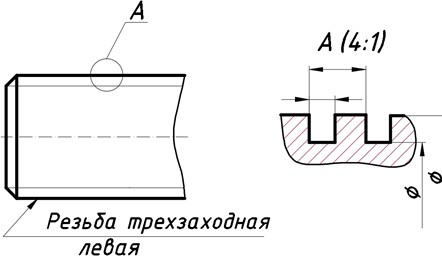 А
А (4:1)
Резьба трехзаходная
левая
⌀
⌀